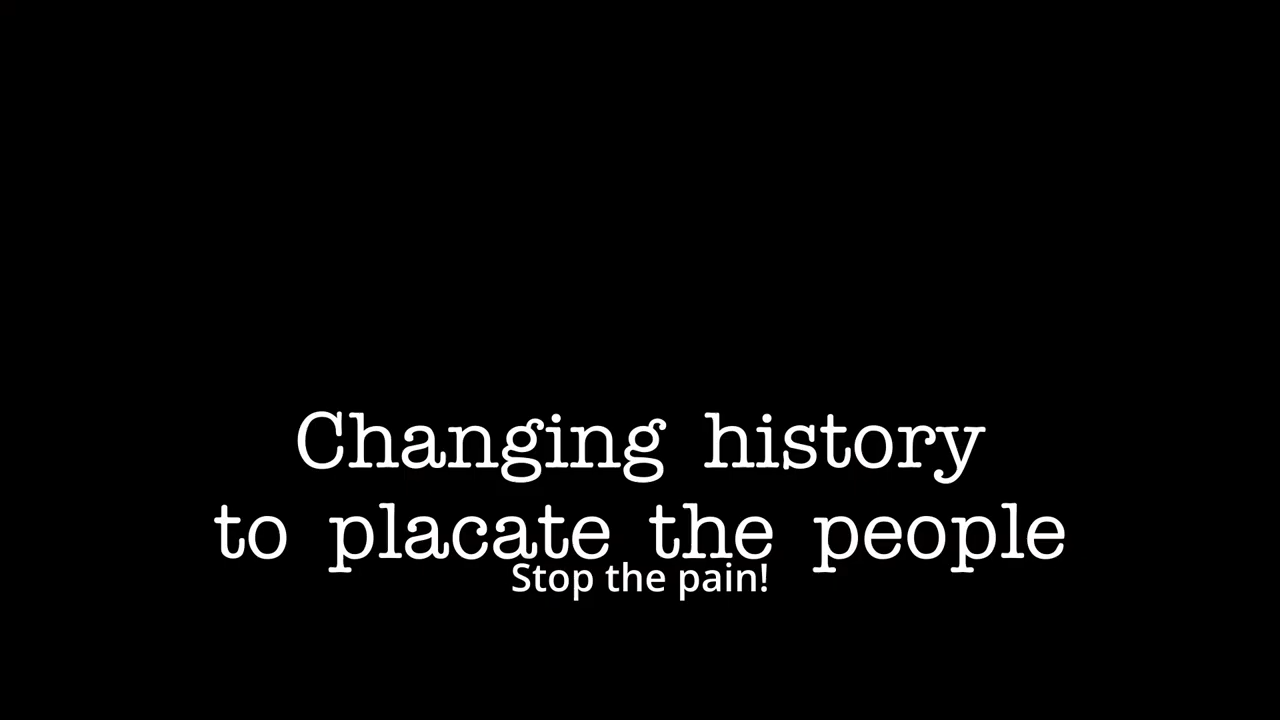 Changing history
to placate the people
Stop the pain!